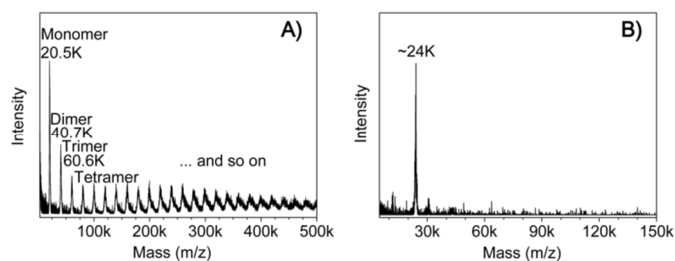 A)
Monomer
20.5K
Dimer
40.7K
Trimer
60.6K
Tetramer
... and so on
Intensity
100k 200k 300k 400k 500k
Mass (m/z)
B)
~24K
Intensity
30k 60k 90k 120k 150k
Mass (m/z)